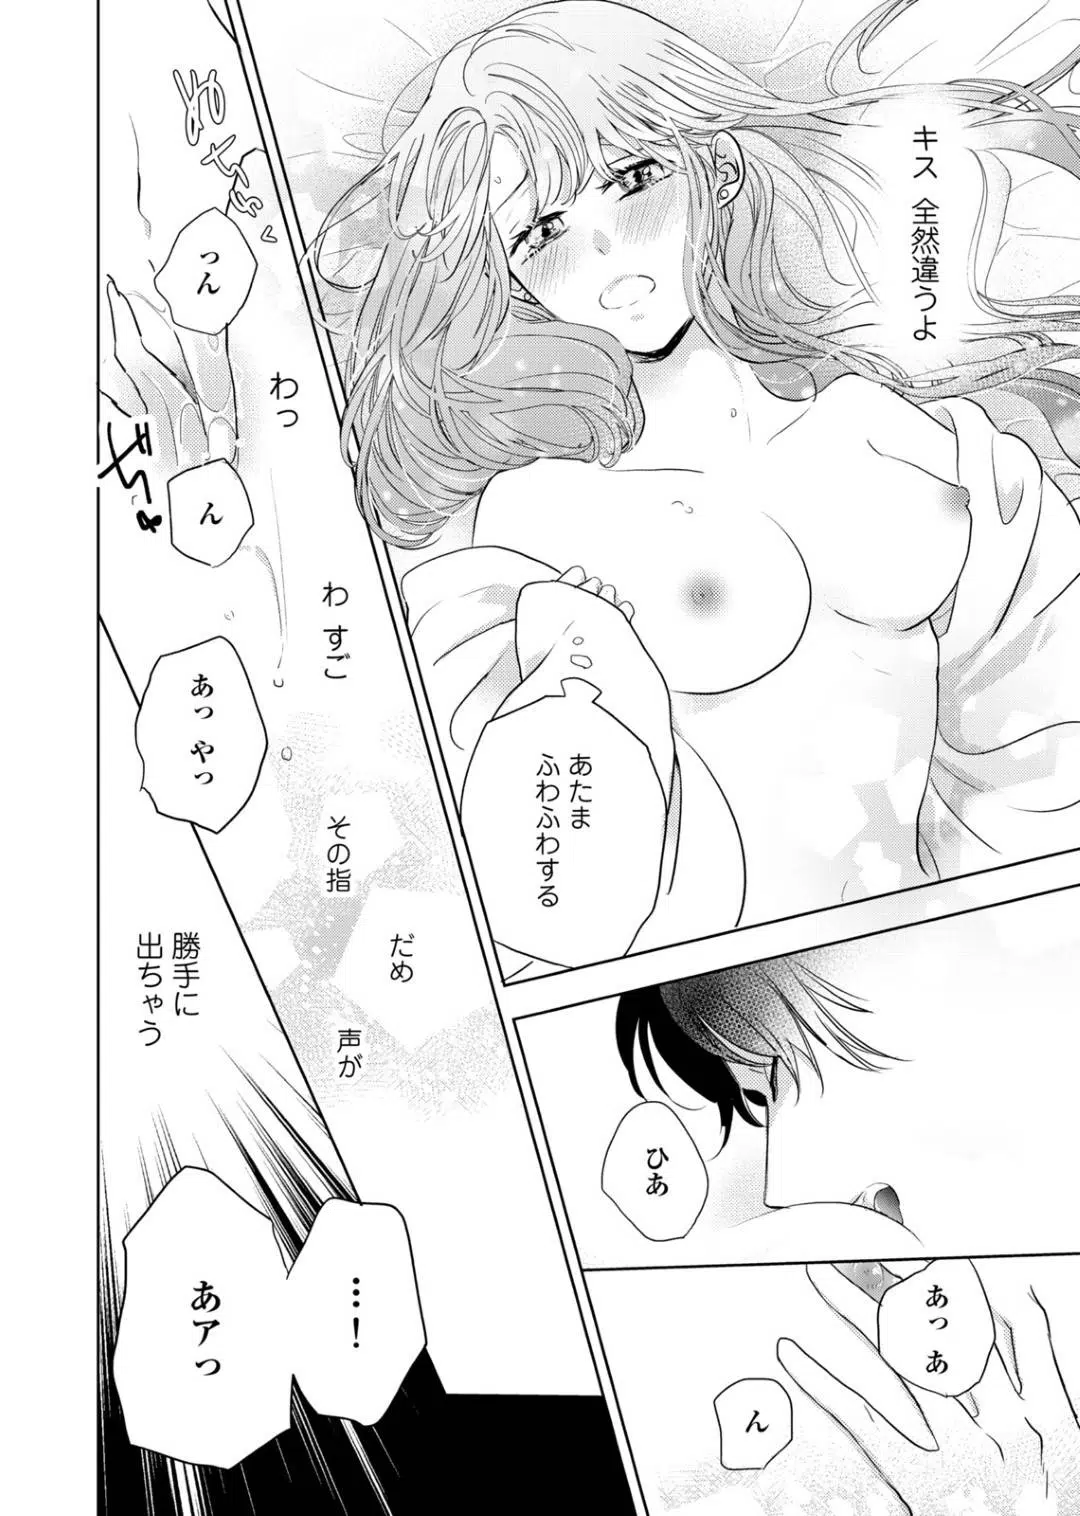 キス 全然違うよ
あたま
ふわふわする
ひあ
あっ あ
ん
ぬちぃ
っん
わっ
ん
わ すご
あっ やっ
その指
だめ
声が
勝手に
出ちゃう
…！
あアっ